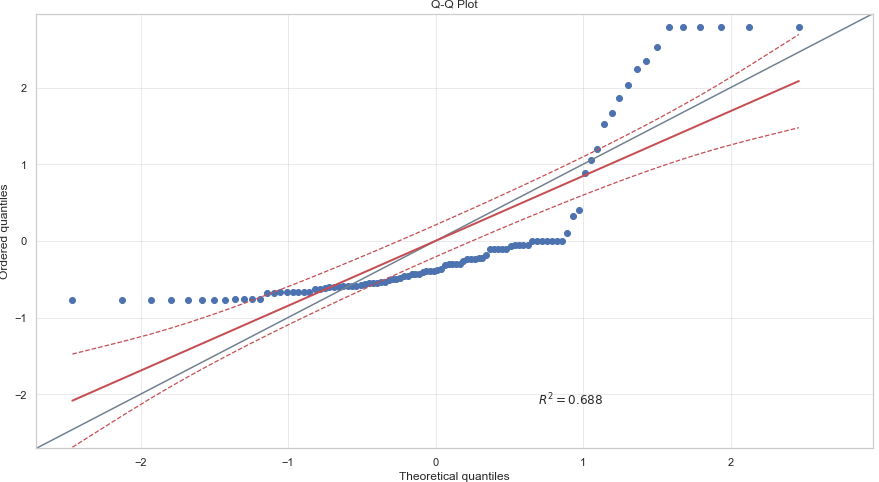 Q-Q Plot
Ordered quantiles
2
1
0
−1
−2
R² = 0.688
−2
−1
0
1
2
Theoretical quantiles